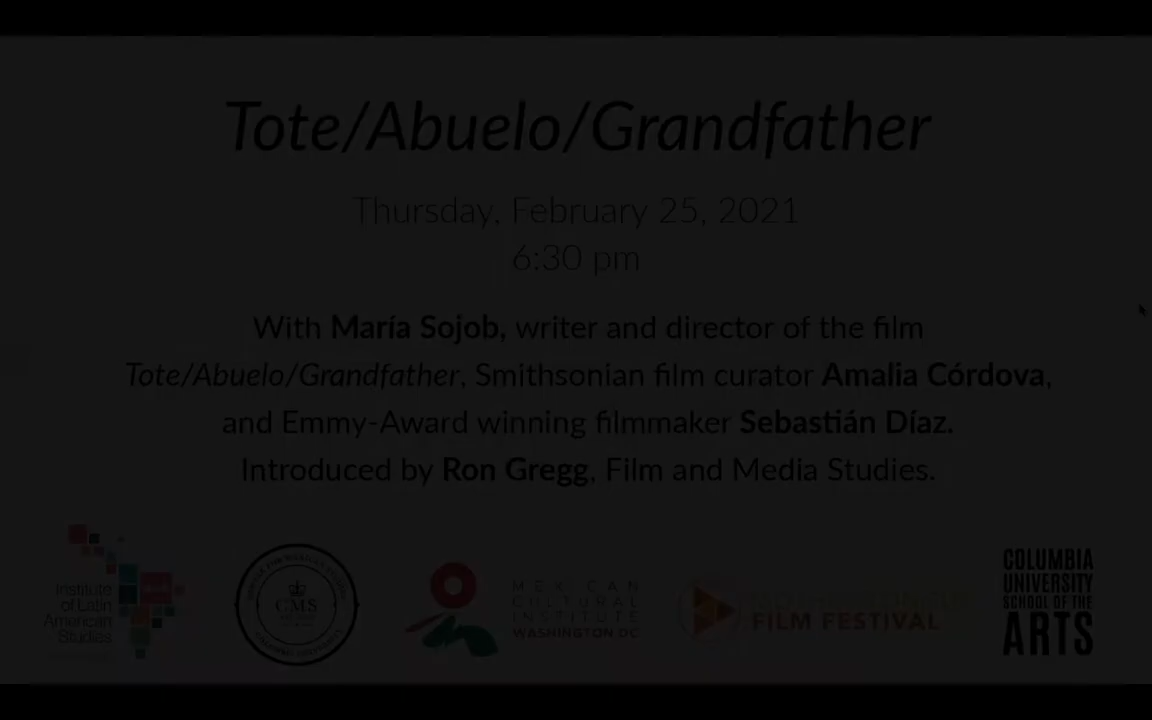 Tote/Abuelo/Grandfather
Thursday, February 25, 2021
6:30 pm
With María Sojob, writer and director of the film
Tote/Abuelo/Grandfather, Smithsonian film curator Amalia Córdova,
and Emmy-Award winning filmmaker Sebastián Díaz.
Introduced by Ron Gregg, Film and Media Studies.
Institute
of Latin
American
Studies
CMS
MEXICAN
CULTURAL
INSTITUTE
WASHINGTON DC
FILM FESTIVAL
COLUMBIA
UNIVERSITY
SCHOOL OF THE
ARTS